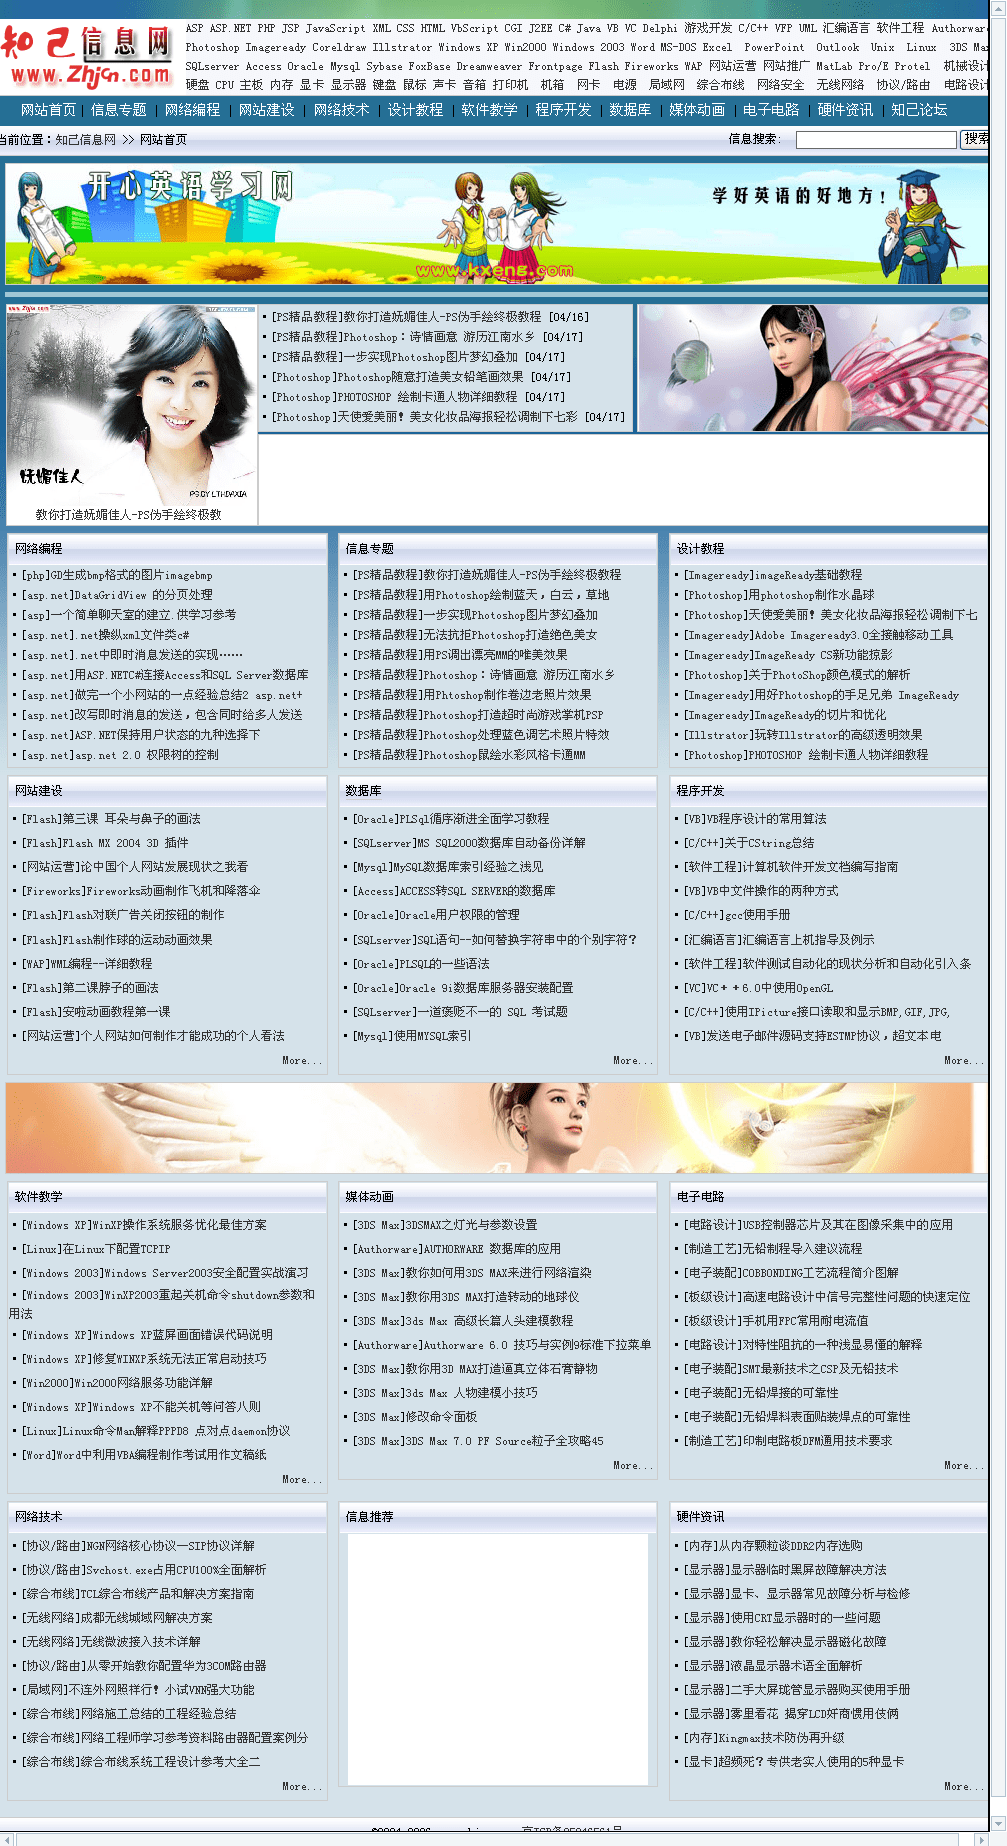 知己信息网
www.Zhjcn.com
ASP ASP.NET PHP JSP JavaScript XML CSS HTML VbScript CGI J2EE C# Java VB VC Delphi 游戏开发 C/C++ VFP UML 汇编语言 软件工程 Authorware
Photoshop Imageready Coreldraw Illstrator Windows XP Win2000 Windows 2003 Word MS-DOS Excel PowerPoint Outlook Unix Linux 3DS Max
SQLserver Access Oracle Mysql Sybase FoxBase Dreamweaver Frontpage Flash Fireworks WAP 网站运营 网站推广 MatLab Pro/E Protel 机械设计
硬盘 CPU 主板 内存 显卡 显示器 键盘 鼠标 声卡 音箱 打印机 机箱 网卡 电源 局域网 综合布线 网络安全 无线网络 协议/路由 电路设计
网站首页 | 信息专题 | 网络编程 | 网站建设 | 网络技术 | 设计教程 | 软件教学 | 程序开发 | 数据库 | 媒体动画 | 电子电路 | 硬件资讯 | 知己论坛
当前位置：知己信息网 >> 网站首页 信息搜索： 搜索
开心英语学习网 学好英语的好地方！
www.kxeng.com
妩媚佳人
PS BY LTHDAXIA
教你打造妩媚佳人-PS伪手绘终极教
[PS精品教程]教你打造妩媚佳人-PS伪手绘终极教程 [04/16]
[PS精品教程]Photoshop：诗情画意 游历江南水乡 [04/17]
[PS精品教程]一步实现Photoshop图片梦幻叠加 [04/17]
[Photoshop]Photoshop随意打造美女铅笔画效果 [04/17]
[Photoshop]PHOTOSHOP 绘制卡通人物详细教程 [04/17]
[Photoshop]天使爱美丽！美女化妆品海报轻松调制下七彩 [04/17]
网络编程
[php]GD生成bmp格式的图片imagebmp
[asp.net]DataGridView 的分页处理
[asp]一个简单聊天室的建立.供学习参考
[asp.net].net操纵xml文件类c#
[asp.net].net中即时消息发送的实现……
[asp.net]用ASP.NETC#连接Access和SQL Server数据库
[asp.net]做完一个小网站的一点经验总结2 asp.net+
[asp.net]改写即时消息的发送，包含同时给多人发送
[asp.net]ASP.NET保持用户状态的九种选择下
[asp.net]asp.net 2.0 权限树的控制
信息专题
[PS精品教程]教你打造妩媚佳人-PS伪手绘终极教程
[PS精品教程]用Photoshop绘制蓝天，白云，草地
[PS精品教程]一步实现Photoshop图片梦幻叠加
[PS精品教程]无法抗拒Photoshop打造绝色美女
[PS精品教程]用PS调出漂亮MM的唯美效果
[PS精品教程]Photoshop：诗情画意 游历江南水乡
[PS精品教程]用Phtoshop制作卷边老照片效果
[PS精品教程]Photoshop打造超时尚游戏掌机PSP
[PS精品教程]Photoshop处理蓝色调艺术照片特效
[PS精品教程]Photoshop鼠绘水彩风格卡通MM
设计教程
[Imageready]imageReady基础教程
[Photoshop]用photoshop制作水晶球
[Photoshop]天使爱美丽！美女化妆品海报轻松调制下七
[Imageready]Adobe Imageready3.0全接触移动工具
[Imageready]ImageReady CS新功能掠影
[Photoshop]关于PhotoShop颜色模式的解析
[Imageready]用好Photoshop的手足兄弟 ImageReady
[Imageready]ImageReady的切片和优化
[Illstrator]玩转Illstrator的高级透明效果
[Photoshop]PHOTOSHOP 绘制卡通人物详细教程
网站建设
[Flash]第三课 耳朵与鼻子的画法
[Flash]Flash MX 2004 3D 插件
[网站运营]论中国个人网站发展现状之我看
[Fireworks]Fireworks动画制作飞机和降落伞
[Flash]Flash对联广告关闭按钮的制作
[Flash]Flash制作球的运动动画效果
[WAP]WML编程--详细教程
[Flash]第二课脖子的画法
[Flash]安啦动画教程第一课
[网站运营]个人网站如何制作才能成功的个人看法
More...
数据库
[Oracle]PLSql循序渐进全面学习教程
[SQLserver]MS SQL2000数据库自动备份详解
[Mysql]MySQL数据库索引经验之浅见
[Access]ACCESS转SQL SERVER的数据库
[Oracle]Oracle用户权限的管理
[SQLserver]SQL语句--如何替换字符串中的个别字符？
[Oracle]PLSQL的一些语法
[Oracle]Oracle 9i数据库服务器安装配置
[SQLserver]一道褒贬不一的 SQL 考试题
[Mysql]使用MYSQL索引
More...
程序开发
[VB]VB程序设计的常用算法
[C/C++]关于CString总结
[软件工程]计算机软件开发文档编写指南
[VB]VB中文件操作的两种方式
[C/C++]gcc使用手册
[汇编语言]汇编语言上机指导及例示
[软件工程]软件测试自动化的现状分析和自动化引入条
[VC]VC＋＋6.0中使用OpenGL
[C/C++]使用IPicture接口读取和显示BMP,GIF,JPG,
[VB]发送电子邮件源码支持ESTMP协议，超文本电
More...
软件教学
[Windows XP]WinXP操作系统服务优化最佳方案
[Linux]在Linux下配置TCPIP
[Windows 2003]Windows Server2003安全配置实战演习
[Windows 2003]WinXP2003重起关机命令shutdown参数和
用法
[Windows XP]Windows XP蓝屏画面错误代码说明
[Windows XP]修复WINXP系统无法正常启动技巧
[Win2000]Win2000网络服务功能详解
[Windows XP]Windows XP不能关机等问答八则
[Linux]Linux命令Man解释PPPD8 点对点daemon协议
[Word]Word中利用VBA编程制作考试用作文稿纸
More...
媒体动画
[3DS Max]3DSMAX之灯光与参数设置
[Authorware]AUTHORWARE 数据库的应用
[3DS Max]教你如何用3DS MAX来进行网络渲染
[3DS Max]教你用3DS MAX打造转动的地球仪
[3DS Max]3ds Max 高级长篇人头建模教程
[Authorware]Authorware 6.0 技巧与实例9标准下拉菜单
[3DS Max]教你用3D MAX打造逼真立体石膏静物
[3DS Max]3ds Max 人物建模小技巧
[3DS Max]修改命令面板
[3DS Max]3DS Max 7.0 PF Source粒子全攻略45
More...
电子电路
[电路设计]USB控制器芯片及其在图像采集中的应用
[制造工艺]无铅制程导入建议流程
[电子装配]COBBONDING工艺流程简介图解
[板级设计]高速电路设计中信号完整性问题的快速定位
[板级设计]手机用FPC常用耐电流值
[电路设计]对特性阻抗的一种浅显易懂的解释
[电子装配]SMT最新技术之CSP及无铅技术
[电子装配]无铅焊接的可靠性
[电子装配]无铅焊料表面贴装焊点的可靠性
[制造工艺]印制电路板DFM通用技术要求
More...
网络技术
[协议/路由]NGN网络核心协议—SIP协议详解
[协议/路由]Svchost.exe占用CPU100%全面解析
[综合布线]TCL综合布线产品和解决方案指南
[无线网络]成都无线城域网解决方案
[无线网络]无线微波接入技术详解
[协议/路由]从零开始教你配置华为3COM路由器
[局域网]不连外网照样行！小试VNN强大功能
[综合布线]网络施工总结的工程经验总结
[综合布线]网络工程师学习参考资料路由器配置案例分
[综合布线]综合布线系统工程设计参考大全二
More...
信息推荐
硬件资讯
[内存]从内存颗粒谈DDR2内存选购
[显示器]显示器临时黑屏故障解决方法
[显示器]显卡、显示器常见故障分析与检修
[显示器]使用CRT显示器时的一些问题
[显示器]教你轻松解决显示器磁化故障
[显示器]液晶显示器术语全面解析
[显示器]二手大屏珑管显示器购买使用手册
[显示器]雾里看花 揭穿LCD奸商惯用伎俩
[内存]Kingmax技术防伪再升级
[显卡]超频死？专供老实人使用的5种显卡
More...